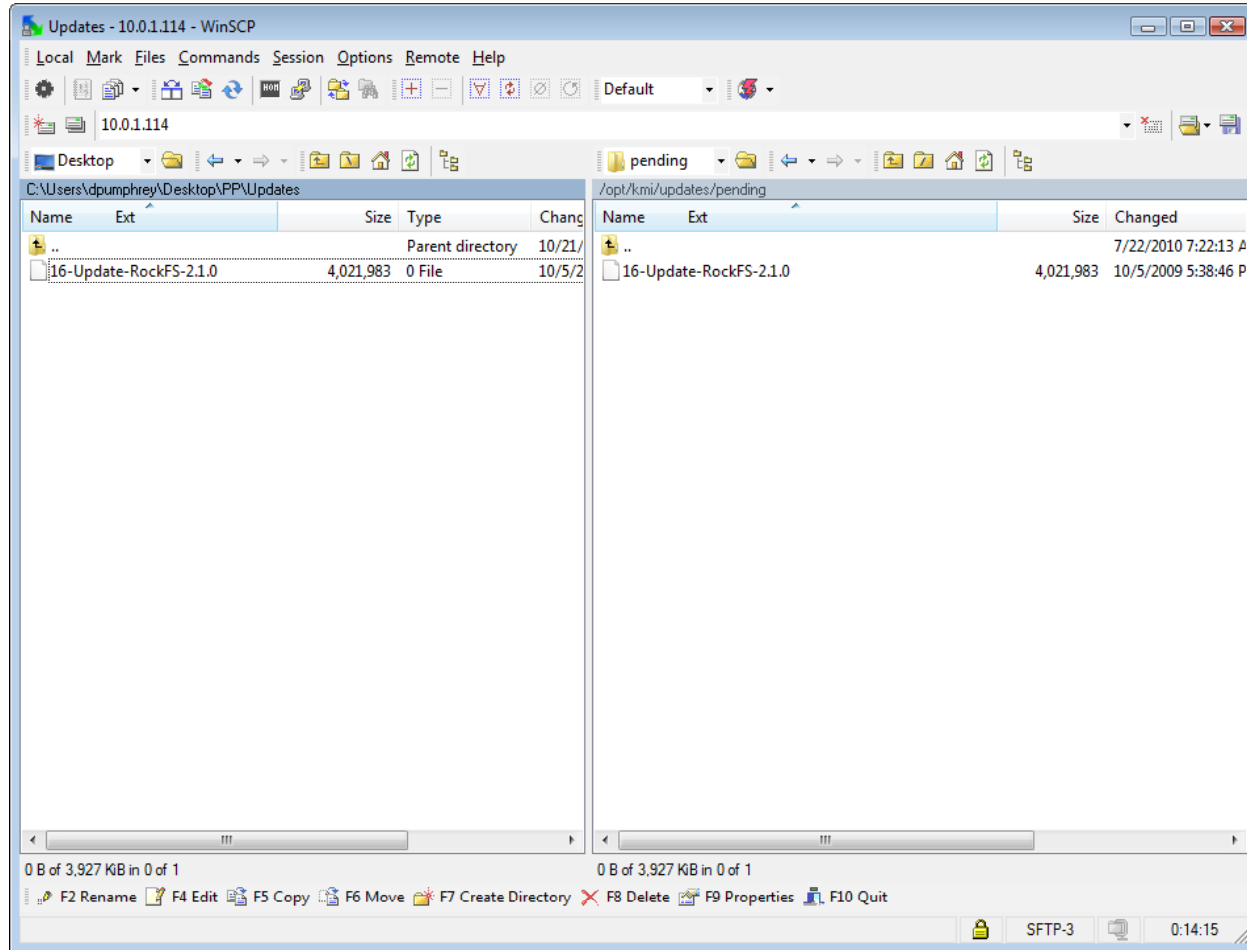 Updates - 10.0.1.114 - WinSCP
Local Mark Files Commands Session Options Remote Help
Default
10.0.1.114
Desktop pending
C:\Users\dpumphrey\Desktop\PP\Updates /opt/kmi/updates/pending
Name Ext Size Type Chang Name Ext Size Changed
.. Parent directory 10/21/ .. 7/22/2010 7:22:13 A
16-Update-RockFS-2.1.0 4,021,983 0 File 10/5/2 16-Update-RockFS-2.1.0 4,021,983 10/5/2009 5:38:46 P
0 B of 3,927 KiB in 0 of 1 0 B of 3,927 KiB in 0 of 1
F2 Rename F4 Edit F5 Copy F6 Move F7 Create Directory F8 Delete F9 Properties F10 Quit
SFTP-3 0:14:15